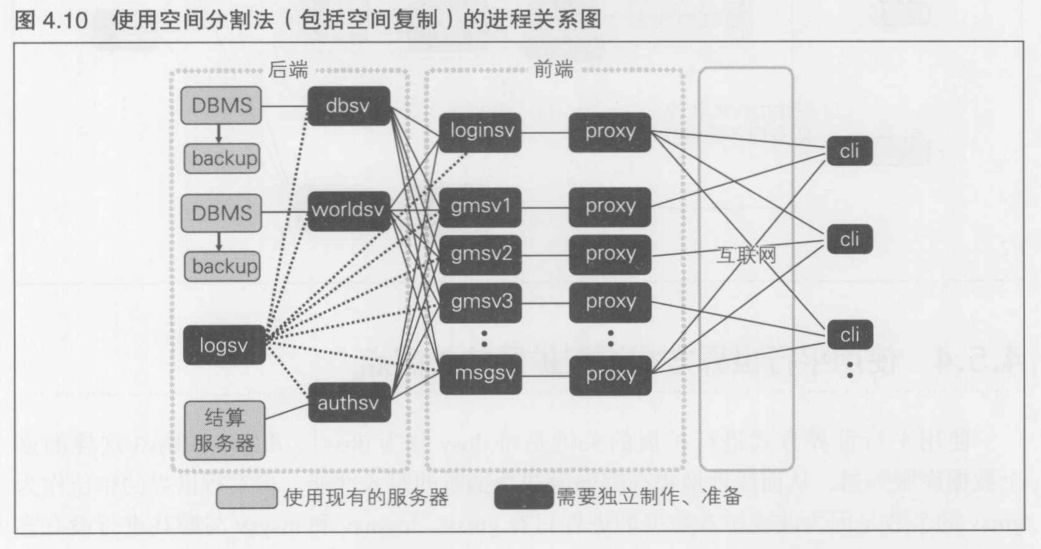 图 4.10 使用空间分割法（包括空间复制）的进程关系图
后端
前端
DBMS
dbsv
backup
loginsv
proxy
cli
DBMS
worldsv
gmsv1
proxy
backup
gmsv2
proxy
互联网
cli
gmsv3
proxy
logsv
cli
msgsv
proxy
authsv
结算
服务器
使用现有的服务器
需要独立制作、准备